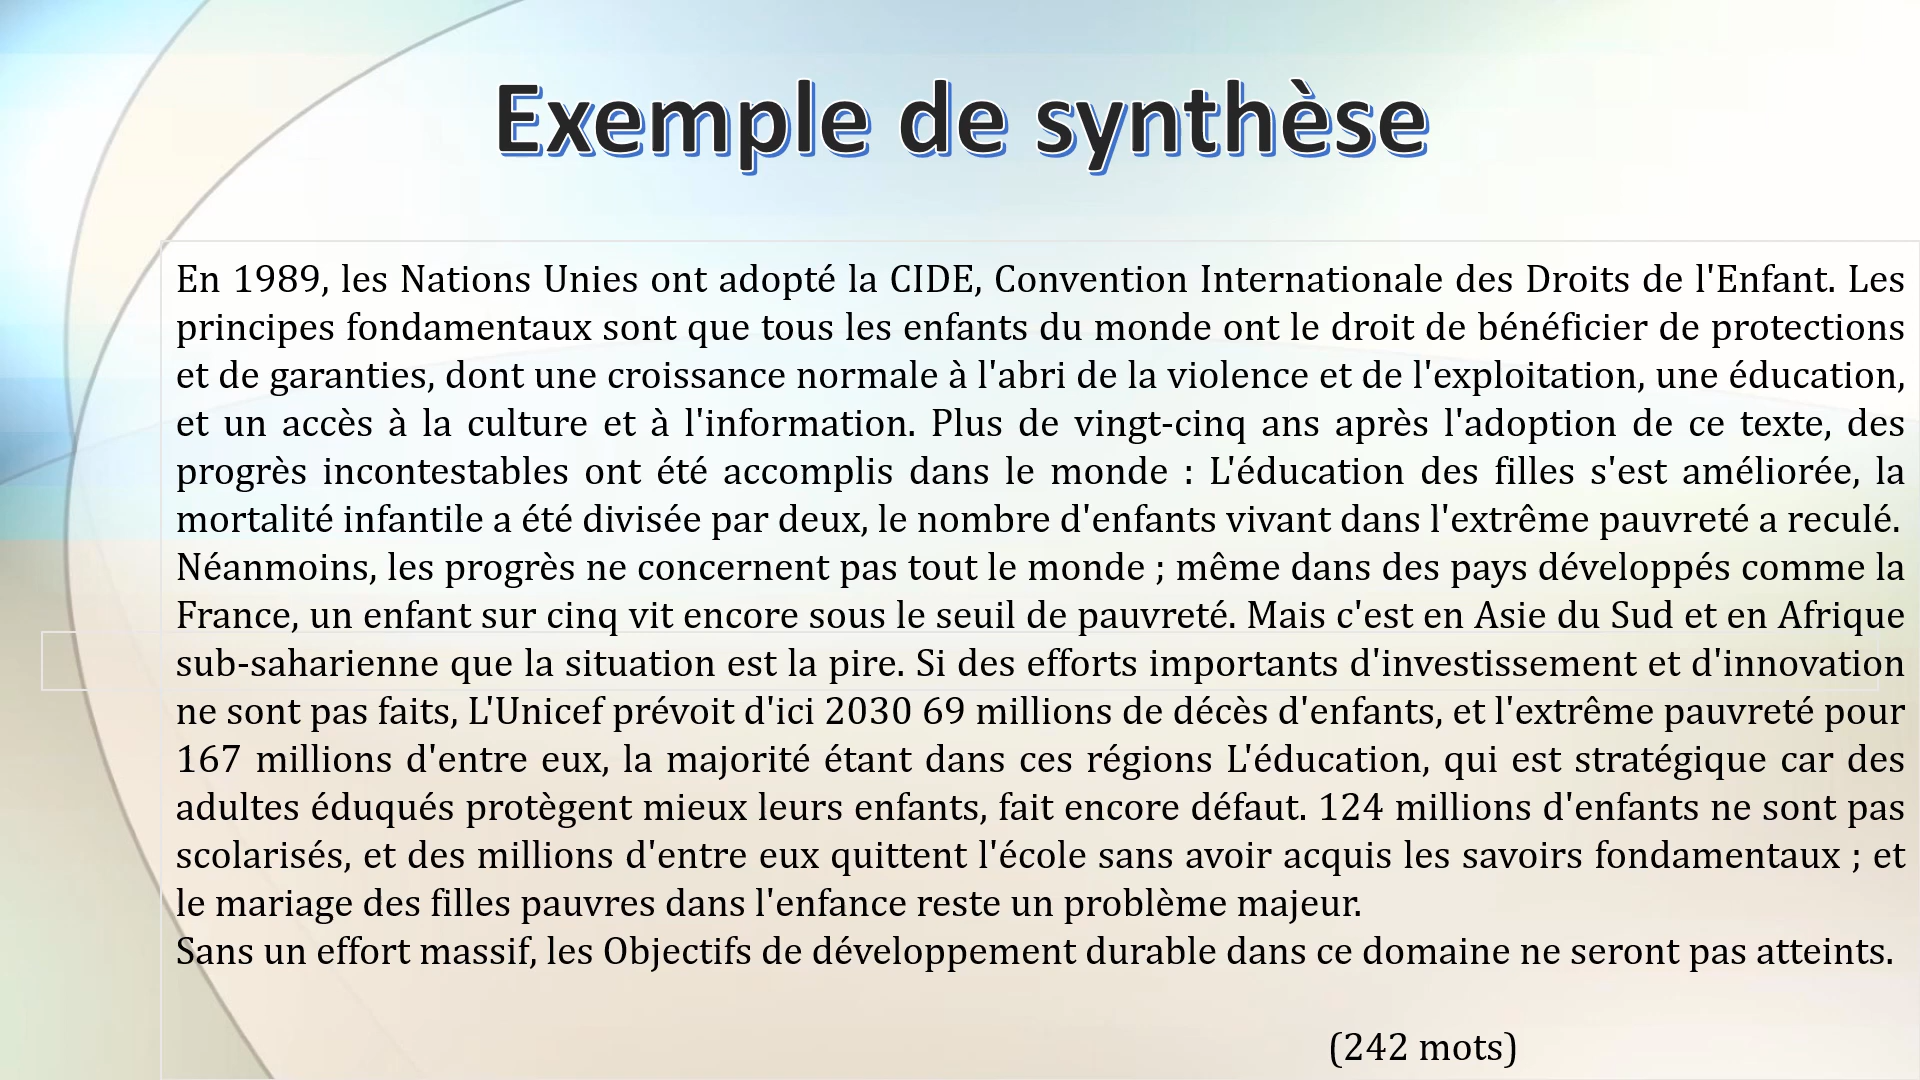 Exemple de synthèse
En 1989, les Nations Unies ont adopté la CIDE, Convention Internationale des Droits de l'Enfant. Les
principes fondamentaux sont que tous les enfants du monde ont le droit de bénéficier de protections
et de garanties, dont une croissance normale à l'abri de la violence et de l'exploitation, une éducation,
et un accès à la culture et à l'information. Plus de vingt-cinq ans après l'adoption de ce texte, des
progrès incontestables ont été accomplis dans le monde : L'éducation des filles s'est améliorée, la
mortalité infantile a été divisée par deux, le nombre d'enfants vivant dans l'extrême pauvreté a reculé.
Néanmoins, les progrès ne concernent pas tout le monde ; même dans des pays développés comme la
France, un enfant sur cinq vit encore sous le seuil de pauvreté. Mais c'est en Asie du Sud et en Afrique
sub-saharienne que la situation est la pire. Si des efforts importants d'investissement et d'innovation
ne sont pas faits, L'Unicef prévoit d'ici 2030 69 millions de décès d'enfants, et l'extrême pauvreté pour
167 millions d'entre eux, la majorité étant dans ces régions L'éducation, qui est stratégique car des
adultes éduqués protègent mieux leurs enfants, fait encore défaut. 124 millions d'enfants ne sont pas
scolarisés, et des millions d'entre eux quittent l'école sans avoir acquis les savoirs fondamentaux ; et
le mariage des filles pauvres dans l'enfance reste un problème majeur.
Sans un effort massif, les Objectifs de développement durable dans ce domaine ne seront pas atteints.
(242 mots)